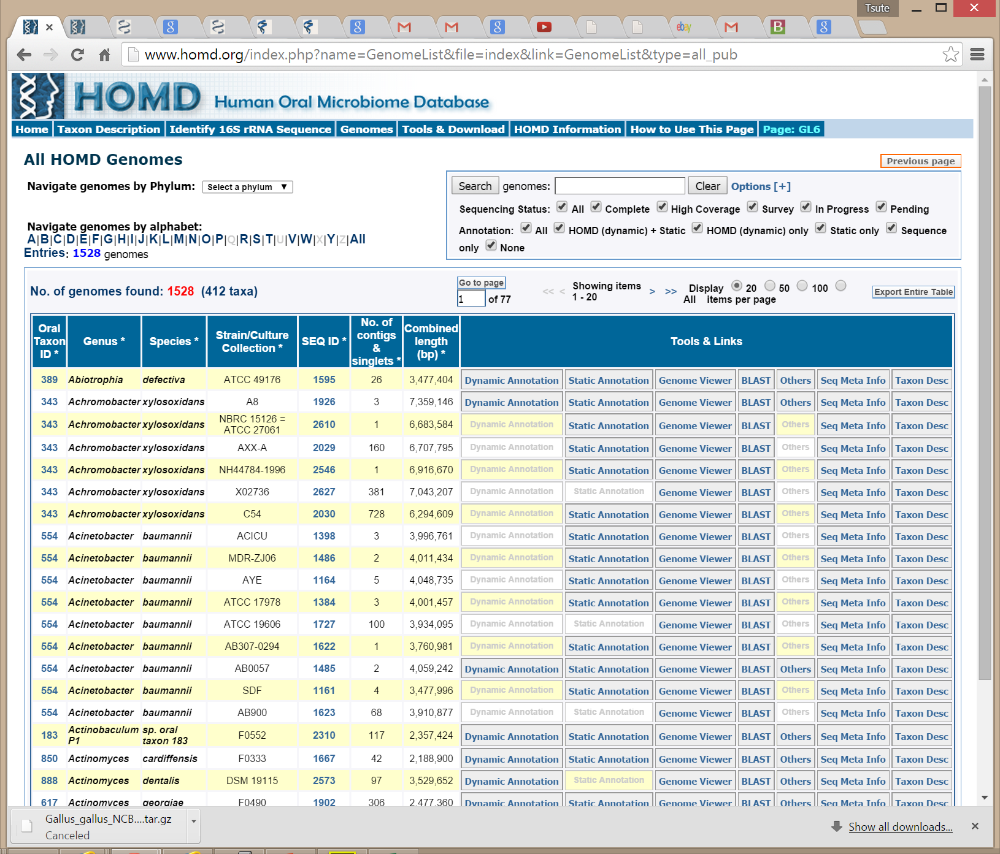 Tsute
www.homd.org/index.php?name=GenomeList&file=index&link=GenomeList&type=all_pub
HOMD Human Oral Microbiome Database
Home Taxon Description Identify 16S rRNA Sequence Genomes Tools & Download HOMD Information How to Use This Page Page: GL6
All HOMD Genomes
Previous page
Navigate genomes by Phylum: Select a phylum ▼
Search genomes: Clear Options [+]
Sequencing Status: All Complete High Coverage Survey In Progress Pending
Annotation: All HOMD (dynamic) + Static HOMD (dynamic) only Static only Sequence
only None
Navigate genomes by alphabet:
A|B|C|D|E|F|G|H|I|J|K|L|M|N|O|P|Q|R|S|T|U|V|W|X|Y|Z|All
Entries: 1528 genomes
No. of genomes found: 1528 (412 taxa)
Go to page
1 of 77
<< < Showing items
1 - 20 > >>
Display 20 50 100
All items per page
Export Entire Table
Oral
Taxon
ID *
Genus *
Species *
Strain/Culture
Collection *
SEQ ID *
No. of
contigs
&
singlets *
Combined
length
(bp) *
Tools & Links
389 Abiotrophia defectiva ATCC 49176 1595 26 3,477,404 Dynamic Annotation Static Annotation Genome Viewer BLAST Others Seq Meta Info Taxon Desc
343 Achromobacter xylosoxidans A8 1926 3 7,359,146 Dynamic Annotation Static Annotation Genome Viewer BLAST Others Seq Meta Info Taxon Desc
343 Achromobacter xylosoxidans NBRC 15126 =
ATCC 27061 2610 1 6,683,584 Dynamic Annotation Static Annotation Genome Viewer BLAST Others Seq Meta Info Taxon Desc
343 Achromobacter xylosoxidans AXX-A 2029 160 6,707,795 Dynamic Annotation Static Annotation Genome Viewer BLAST Others Seq Meta Info Taxon Desc
343 Achromobacter xylosoxidans NH44784-1996 2546 1 6,916,670 Dynamic Annotation Static Annotation Genome Viewer BLAST Others Seq Meta Info Taxon Desc
343 Achromobacter xylosoxidans X02736 2627 381 7,043,207 Dynamic Annotation Static Annotation Genome Viewer BLAST Others Seq Meta Info Taxon Desc
343 Achromobacter xylosoxidans C54 2030 728 6,294,609 Dynamic Annotation Static Annotation Genome Viewer BLAST Others Seq Meta Info Taxon Desc
554 Acinetobacter baumannii ACICU 1398 3 3,996,761 Dynamic Annotation Static Annotation Genome Viewer BLAST Others Seq Meta Info Taxon Desc
554 Acinetobacter baumannii MDR-ZJ06 1486 2 4,011,434 Dynamic Annotation Static Annotation Genome Viewer BLAST Others Seq Meta Info Taxon Desc
554 Acinetobacter baumannii AYE 1164 5 4,048,735 Dynamic Annotation Static Annotation Genome Viewer BLAST Others Seq Meta Info Taxon Desc
554 Acinetobacter baumannii ATCC 17978 1384 3 4,001,457 Dynamic Annotation Static Annotation Genome Viewer BLAST Others Seq Meta Info Taxon Desc
554 Acinetobacter baumannii ATCC 19606 1727 100 3,934,095 Dynamic Annotation Static Annotation Genome Viewer BLAST Others Seq Meta Info Taxon Desc
554 Acinetobacter baumannii AB307-0294 1622 1 3,760,981 Dynamic Annotation Static Annotation Genome Viewer BLAST Others Seq Meta Info Taxon Desc
554 Acinetobacter baumannii AB0057 1485 2 4,059,242 Dynamic Annotation Static Annotation Genome Viewer BLAST Others Seq Meta Info Taxon Desc
554 Acinetobacter baumannii SDF 1161 4 3,477,996 Dynamic Annotation Static Annotation Genome Viewer BLAST Others Seq Meta Info Taxon Desc
554 Acinetobacter baumannii AB900 1623 68 3,910,877 Dynamic Annotation Static Annotation Genome Viewer BLAST Others Seq Meta Info Taxon Desc
183 Actinobaculum
P1 sp. oral
taxon 183 F0552 2310 117 2,357,424 Dynamic Annotation Static Annotation Genome Viewer BLAST Others Seq Meta Info Taxon Desc
850 Actinomyces cardiffensis F0333 1667 42 2,188,900 Dynamic Annotation Static Annotation Genome Viewer BLAST Others Seq Meta Info Taxon Desc
888 Actinomyces dentalis DSM 19115 2573 97 3,529,652 Dynamic Annotation Static Annotation Genome Viewer BLAST Others Seq Meta Info Taxon Desc
617 Actinomyces georgiae F0490 1902 306 2,477,360 Dynamic Annotation Static Annotation Genome Viewer BLAST Others Seq Meta Info Taxon Desc
Gallus_gallus_NCB....tar.gz
Canceled
Show all downloads...